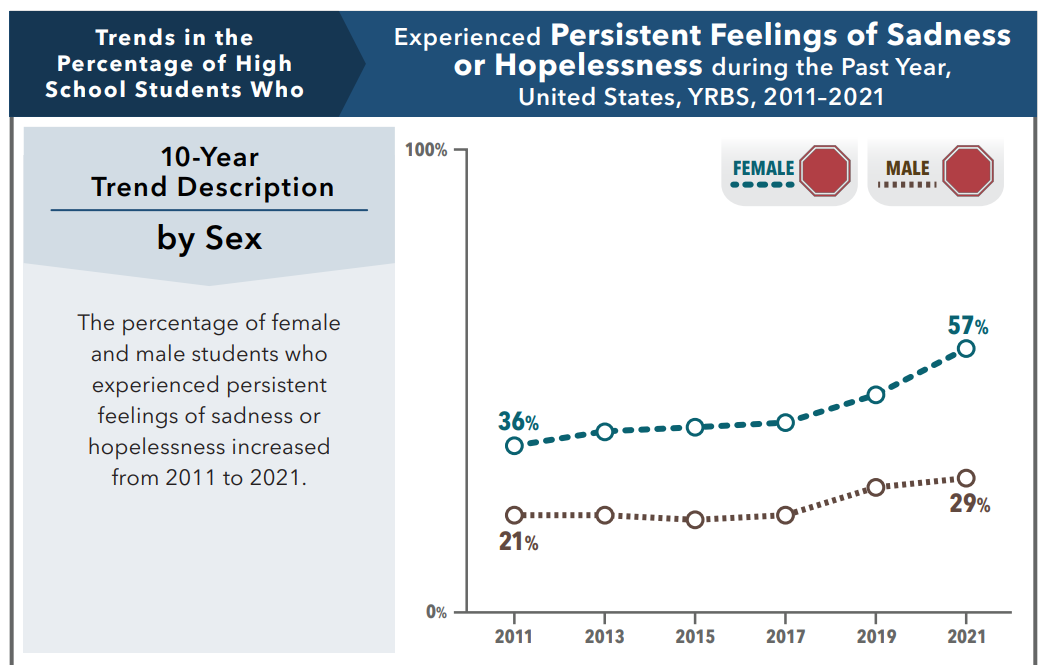 Trends in the
Percentage of High
School Students Who
Experienced Persistent Feelings of Sadness
or Hopelessness during the Past Year,
United States, YRBS, 2011–2021
10-Year
Trend Description
by Sex
The percentage of female
and male students who
experienced persistent
feelings of sadness or
hopelessness increased
from 2011 to 2021.
100%
FEMALE
MALE
57%
36%
29%
21%
0%
2011 2013 2015 2017 2019 2021